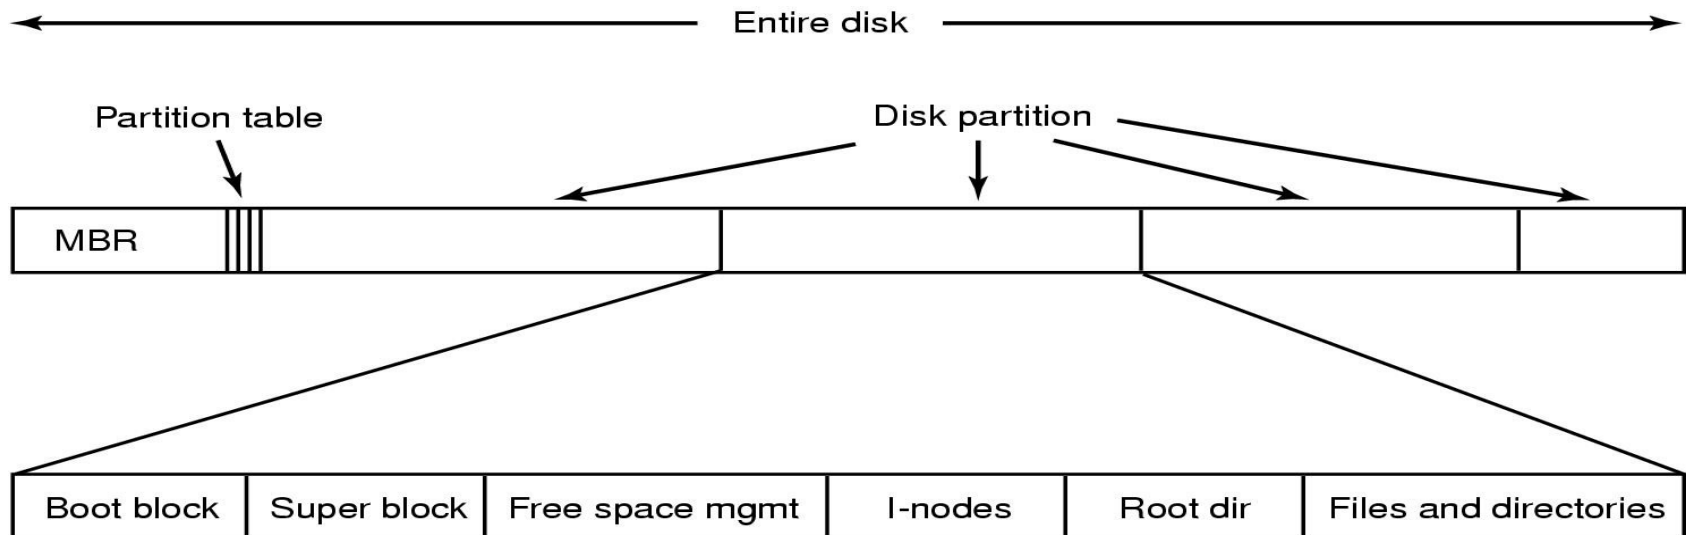 Entire disk
Partition table
Disk partition
MBR
Boot block
Super block
Free space mgmt
I-nodes
Root dir
Files and directories